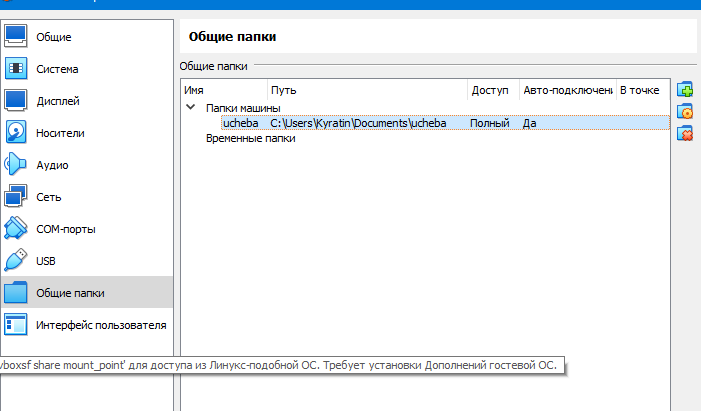 Общие
Система
Дисплей
Носители
Аудио
Сеть
COM-порты
USB
Общие папки
Интерфейс пользователя
Общие папки
Общие папки
Имя Путь Доступ Авто-подключени В точке
Папки машины
ucheba C:\Users\Kyratin\Documents\ucheba Полный Да
Временные папки
vboxsf share mount_point' для доступа из Линукс-подобной ОС. Требует установки Дополнений гостевой ОС.